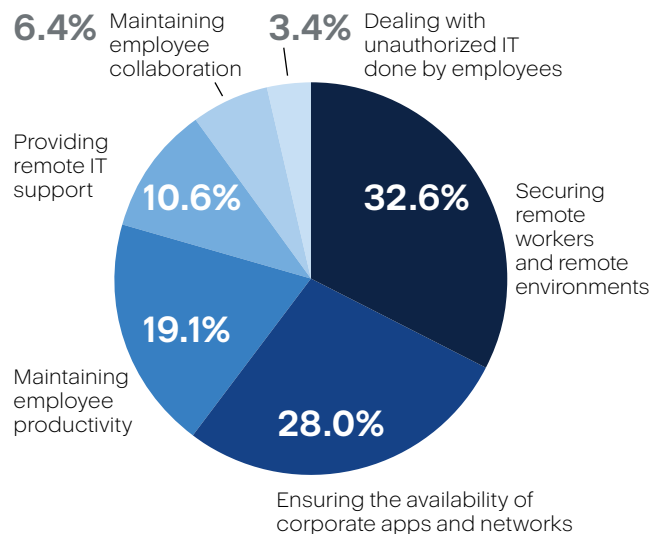 6.4%
Maintaining
employee
collaboration
3.4%
Dealing with
unauthorized IT
done by employees
Providing
remote IT
support
10.6%
32.6%
Securing
remote
workers
and remote
environments
19.1%
Maintaining
employee
productivity
28.0%
Ensuring the availability of
corporate apps and networks